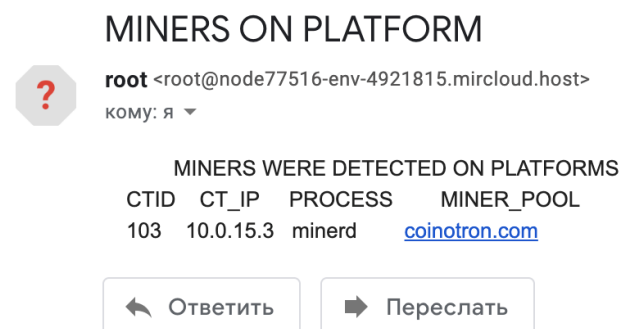 MINERS ON PLATFORM
?
root <root@node77516-env-4921815.mircloud.host>
кому: я
MINERS WERE DETECTED ON PLATFORMS
CTID CT_IP PROCESS MINER_POOL
103 10.0.15.3 minerd coinotron.com
Ответить Переслать